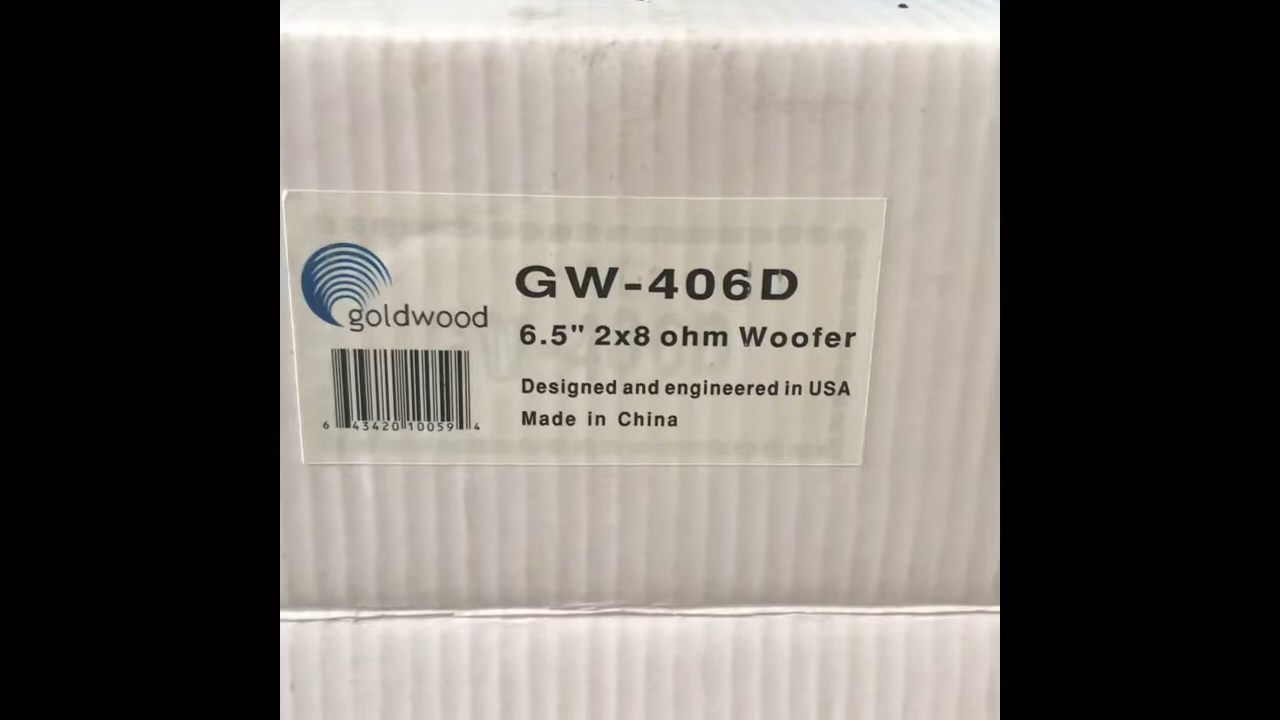 goldwood
6 43420 10059 4
GW-406D
6.5" 2x8 ohm Woofer
Designed and engineered in USA
Made in China